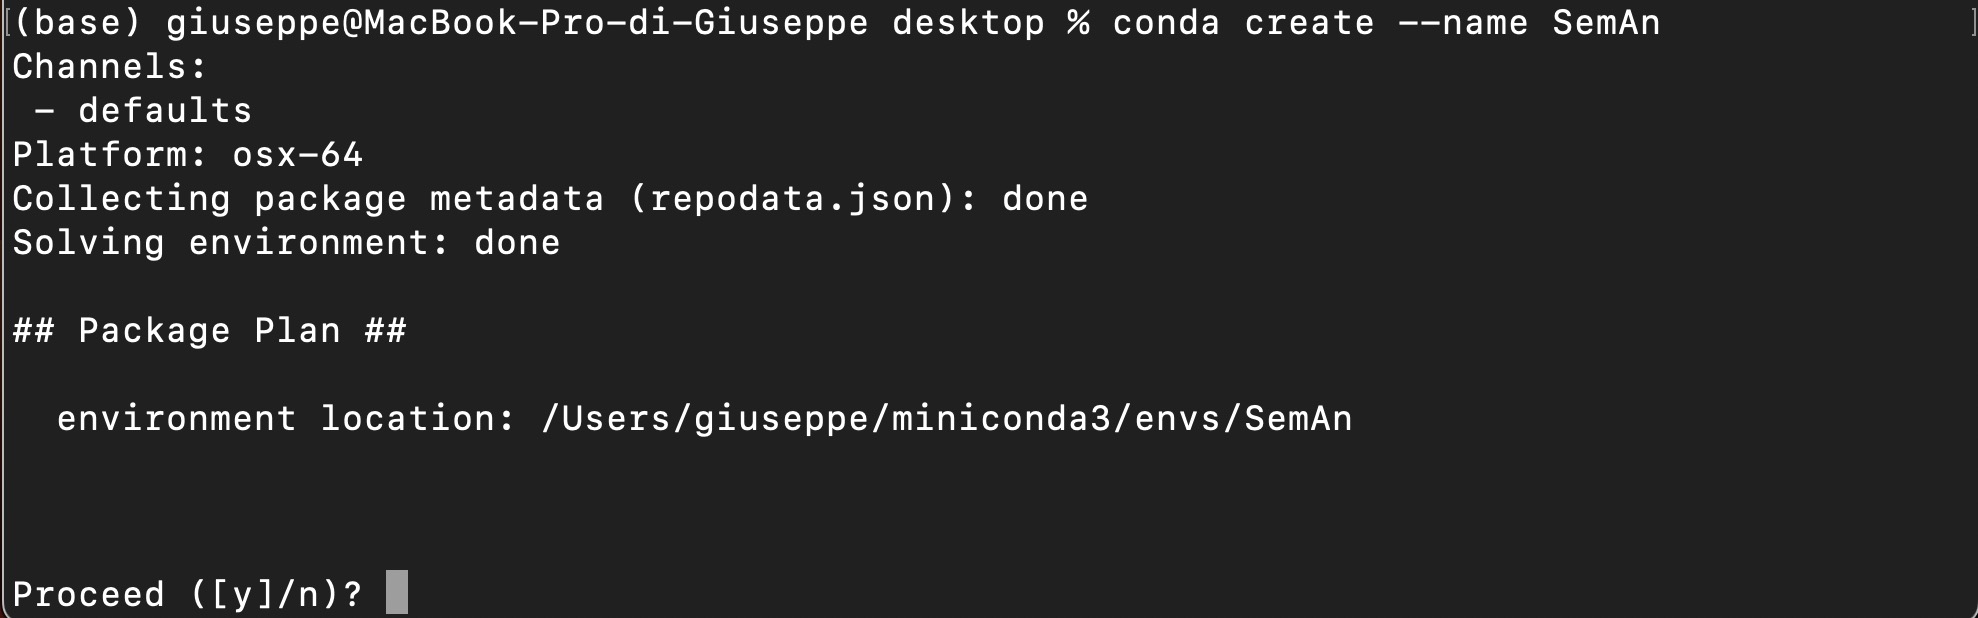 [(base) giuseppe@MacBook-Pro-di-Giuseppe desktop % conda create --name SemAn ]
Channels:
 - defaults
Platform: osx-64
Collecting package metadata (repodata.json): done
Solving environment: done
## Package Plan ##
  environment location: /Users/giuseppe/miniconda3/envs/SemAn
Proceed ([y]/n)?